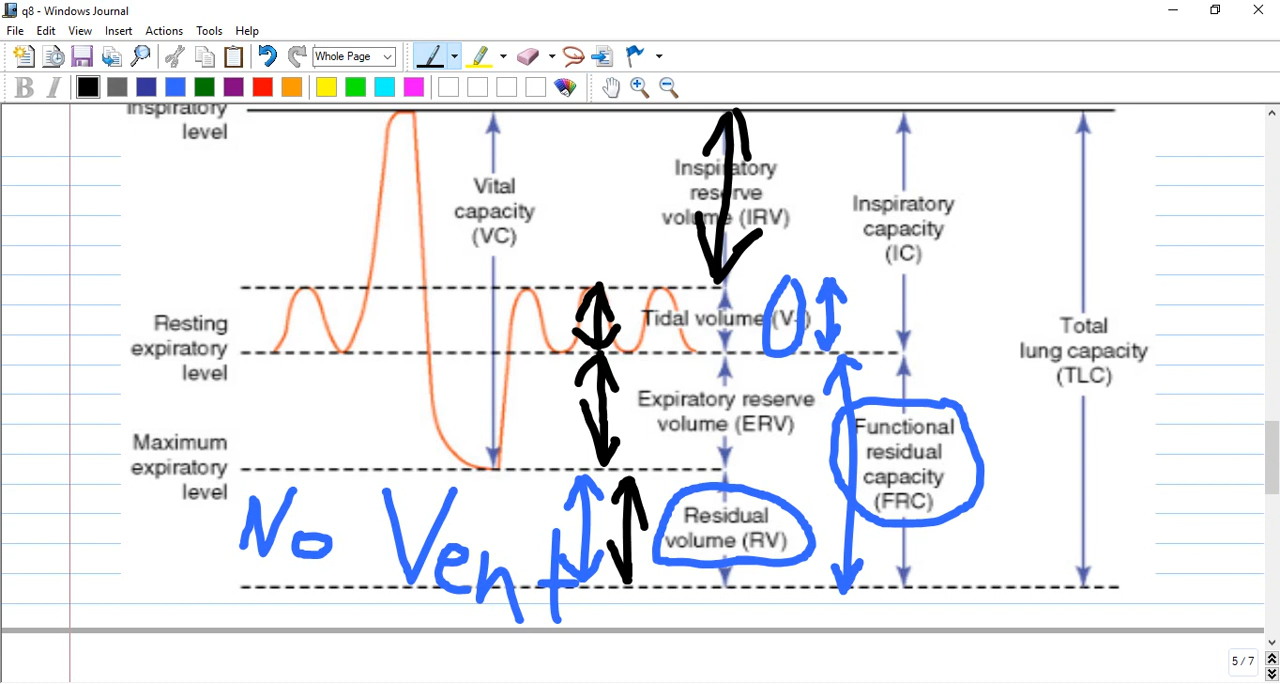 q8 - Windows Journal
File Edit View Insert Actions Tools Help
Whole Page
B I
Inspiratory
level
Vital
capacity
(VC)
Inspiratory
reserve
volume (IRV)
Inspiratory
capacity
(IC)
Resting
expiratory
level
Tidal volume (V
Total
lung capacity
(TLC)
Expiratory reserve
volume (ERV)
Functional
residual
capacity
(FRC)
Maximum
expiratory
level
No Vent
Residual
volume (RV)
5 / 7